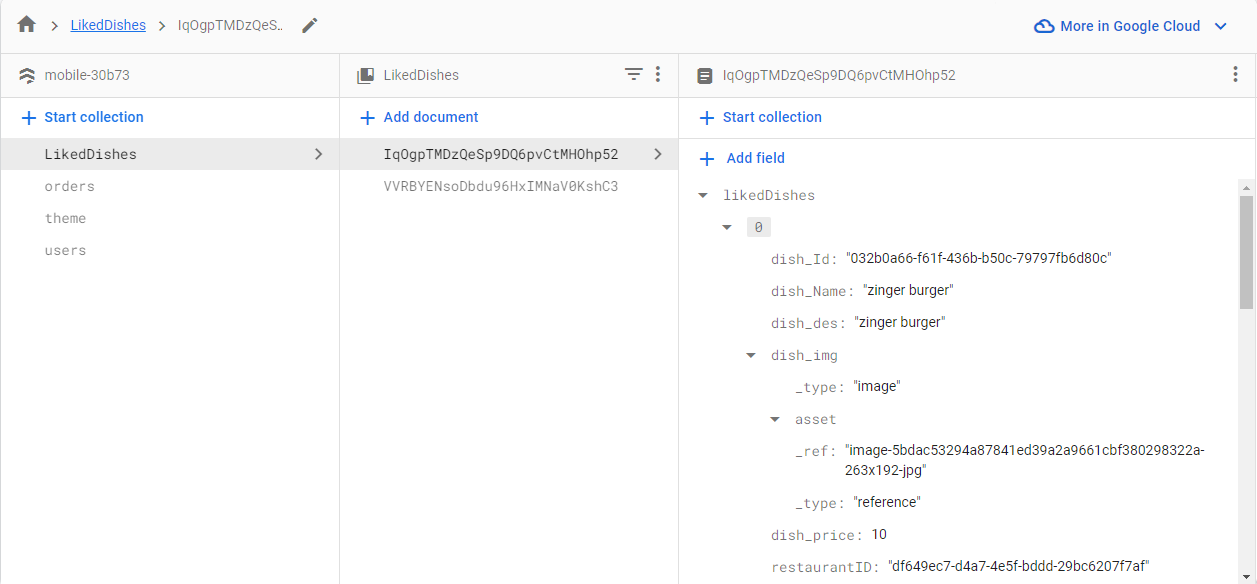 LikedDishes
IqOgpTMDzQeS..
More in Google Cloud
mobile-30b73
LikedDishes
IqOgpTMDzQeSp9DQ6pvCtMHOhp52
Start collection
Add document
Start collection
LikedDishes
IqOgpTMDzQeSp9DQ6pvCtMHOhp52
Add field
orders
VVRBYENsoDbdu96HxIMNaV0KshC3
likedDishes
theme
0
users
dish_Id: "032b0a66-f61f-436b-b50c-79797fb6d80c"
dish_Name: "zinger burger"
dish_des: "zinger burger"
dish_img
_type: "image"
asset
_ref: "image-5bdac53294a87841ed39a2a9661cbf380298322a-
263x192-jpg"
_type: "reference"
dish_price: 10
restaurantID: "df649ec7-d4a7-4e5f-bddd-29bc6207f7af"